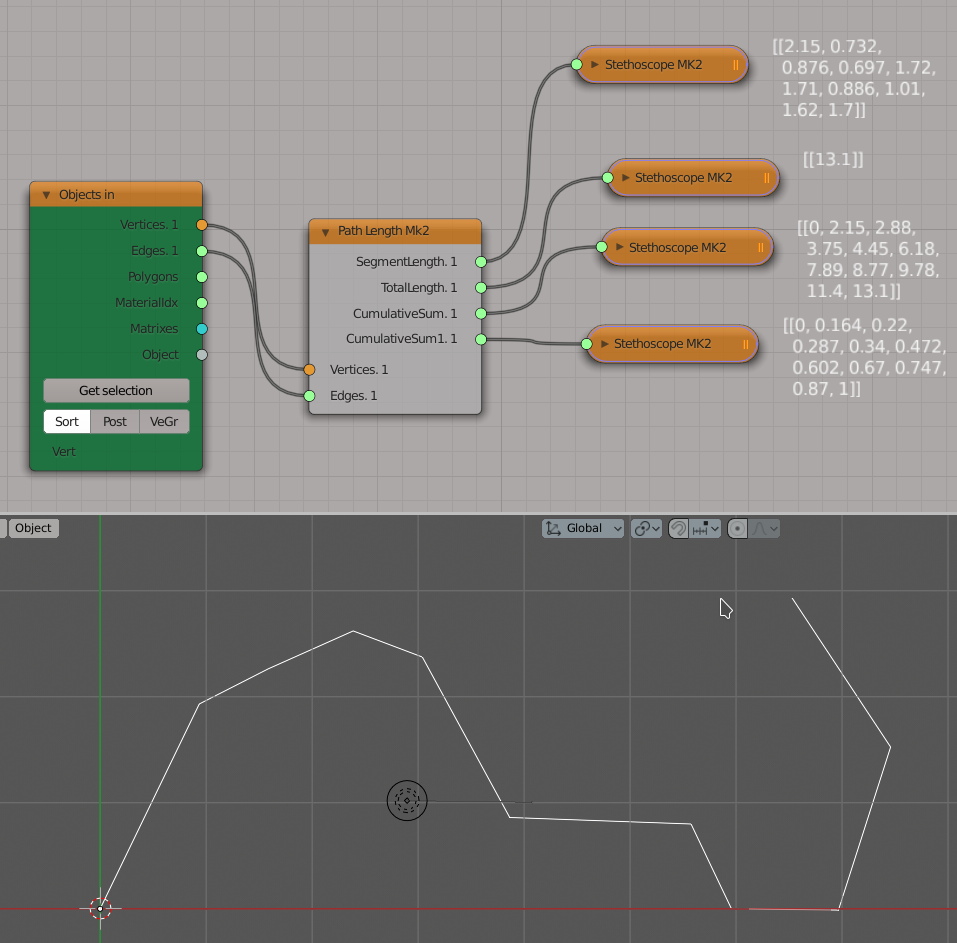 Stethoscope MK2
[[2.15, 0.732,
0.876, 0.697, 1.72,
1.71, 0.886, 1.01,
1.62, 1.7]]
Stethoscope MK2
[[13.1]]
Stethoscope MK2
[[0, 2.15, 2.88,
3.75, 4.45, 6.18,
7.89, 8.77, 9.78,
11.4, 13.1]]
Stethoscope MK2
[[0, 0.164, 0.22,
0.287, 0.34, 0.472,
0.602, 0.67, 0.747,
0.87, 1]]
Objects in
Vertices. 1
Edges. 1
Polygons
MaterialIdx
Matrixes
Object
Get selection
Sort Post VeGr
Vert
Path Length Mk2
SegmentLength. 1
TotalLength. 1
CumulativeSum. 1
CumulativeSum1. 1
Vertices. 1
Edges. 1
Object
Global